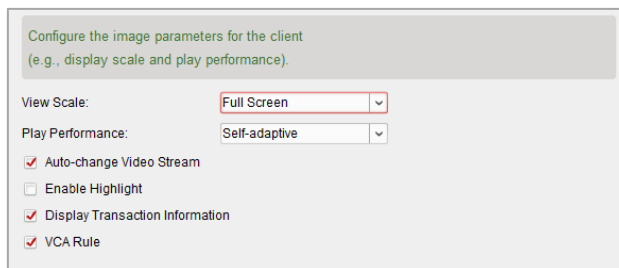 Configure the image parameters for the client
(e.g., display scale and play performance).
View Scale: Full Screen
Play Performance: Self-adaptive
Auto-change Video Stream
Enable Highlight
Display Transaction Information
VCA Rule